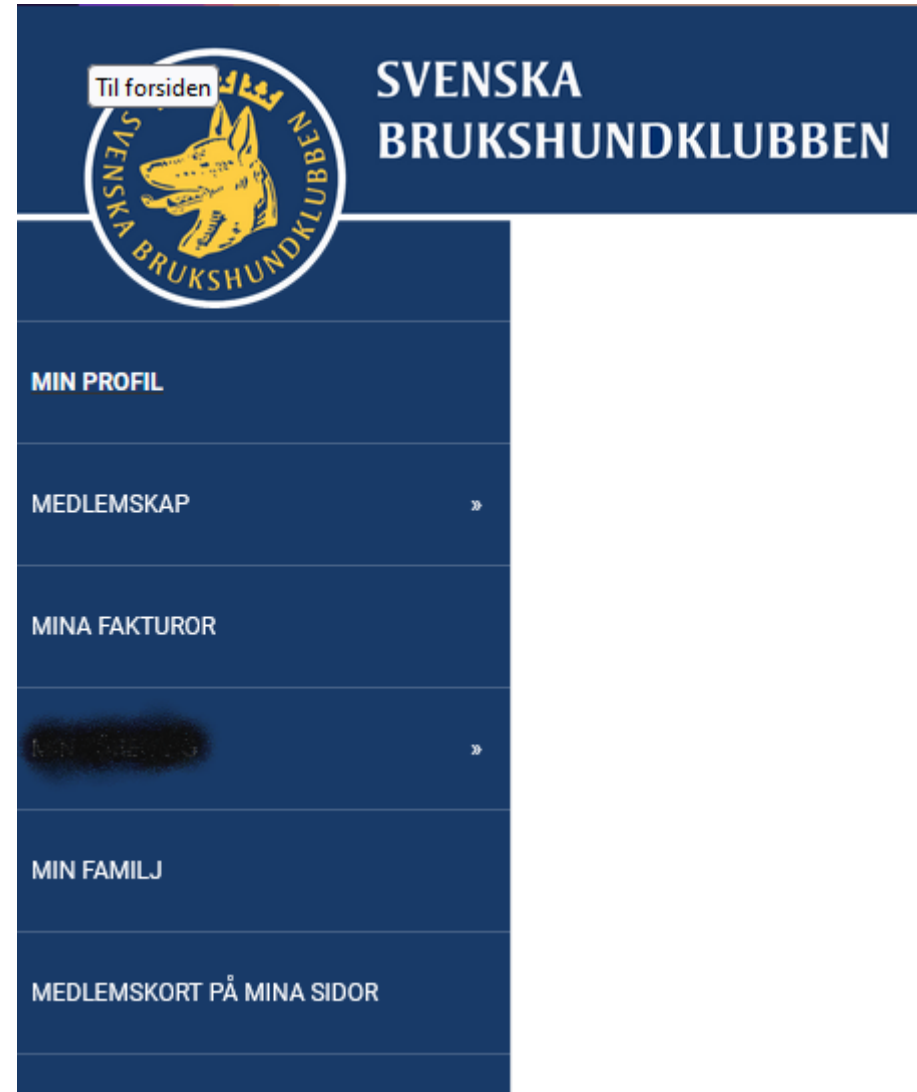 Til forsiden
SVENSKA BRUKSHUNDKLUBBEN
SVENSKA
BRUKSHUNDKLUBBEN
MIN PROFIL
MEDLEMSKAP »
MINA FAKTUROR
»
MIN FAMILJ
MEDLEMSKORT PÅ MINA SIDOR